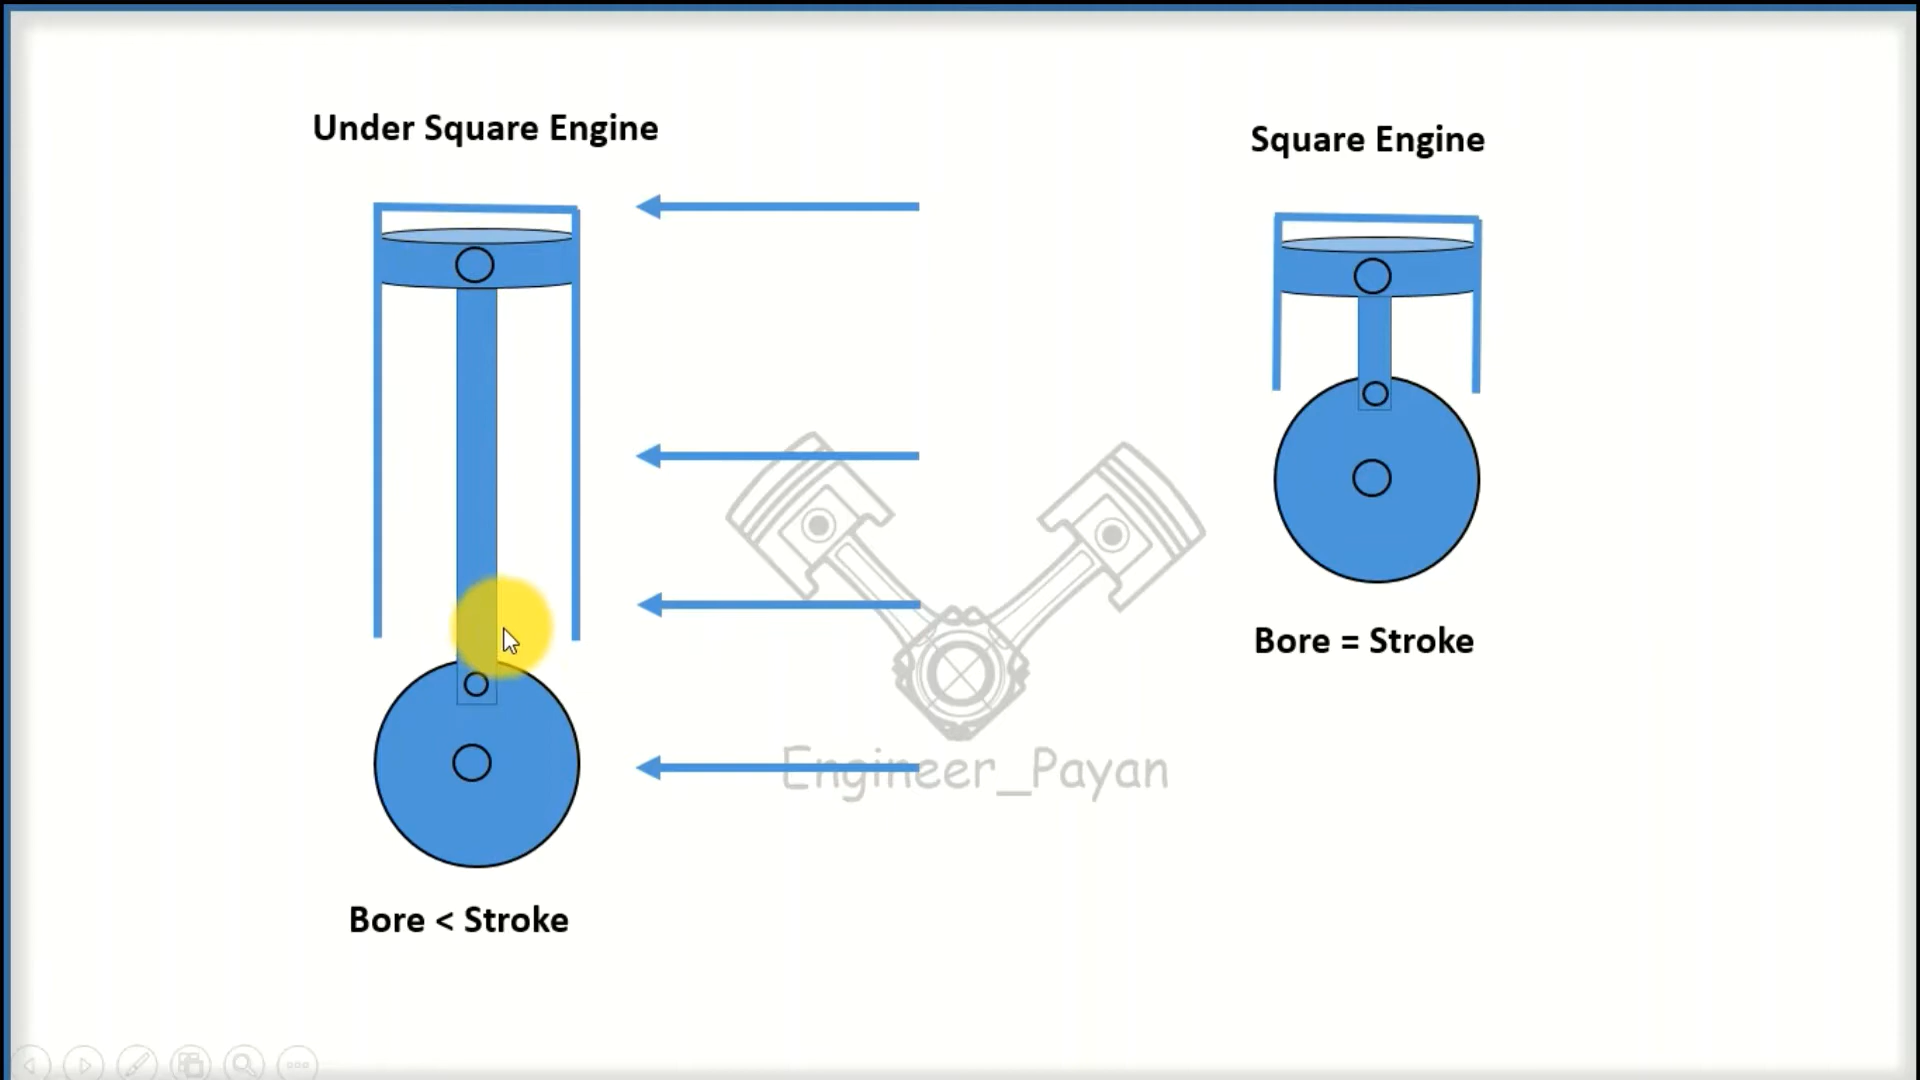 Under Square Engine
Square Engine
Bore = Stroke
Engineer_Payan
Bore < Stroke